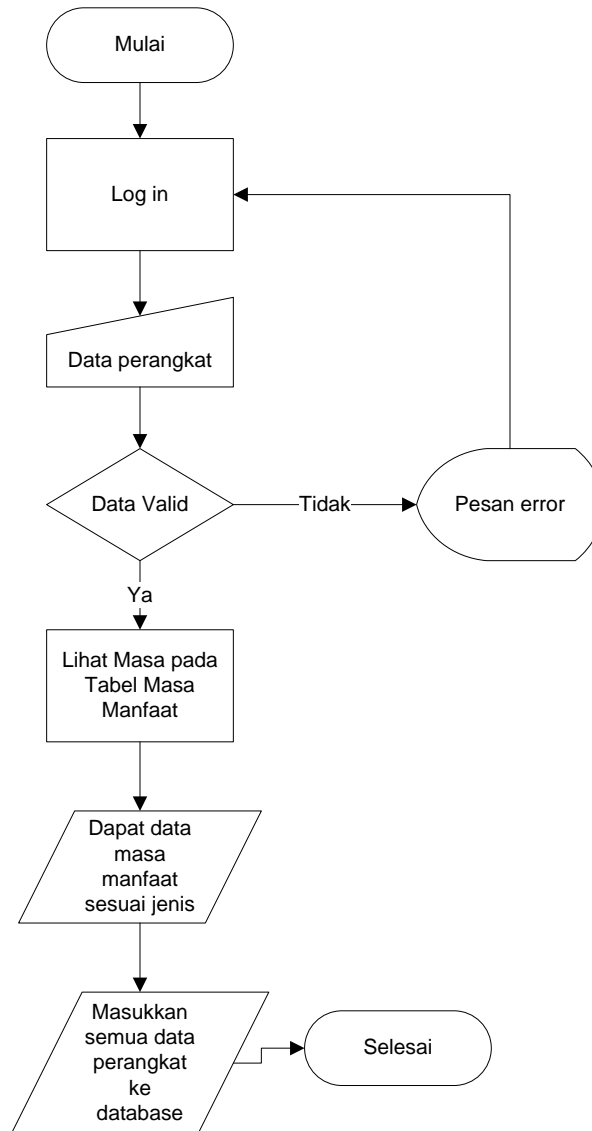 Mulai
Log in
Data perangkat
Data Valid
Tidak
Pesan error
Ya
Lihat Masa pada
Tabel Masa
Manfaat
Dapat data
masa
manfaat
sesuai jenis
Masukkan
semua data
perangkat
ke
database
Selesai